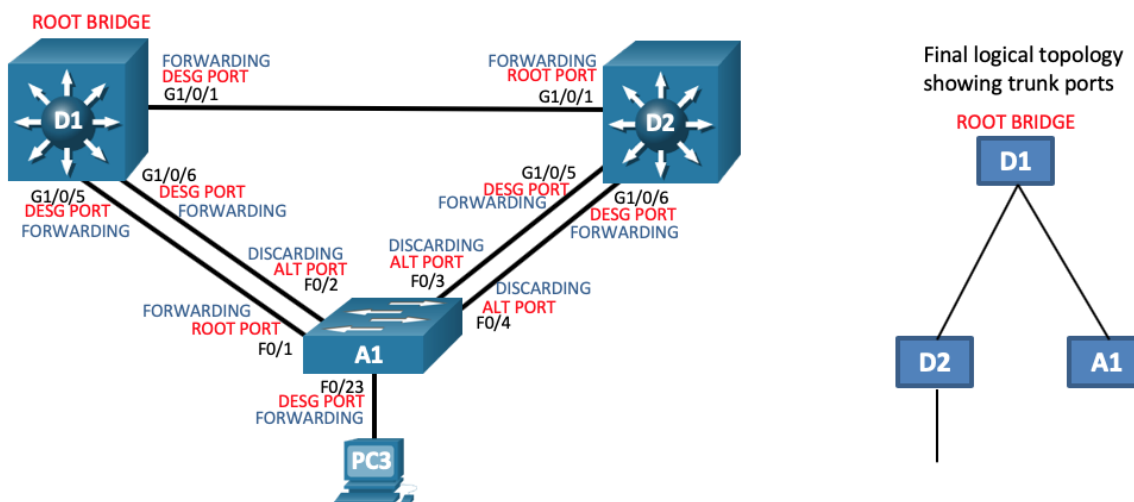 ROOT BRIDGE
D1
FORWARDING
DESG PORT
G1/0/1
FORWARDING
ROOT PORT
G1/0/1
D2
G1/0/6
DESG PORT
FORWARDING
G1/0/5
DESG PORT
FORWARDING
G1/0/5
DESG PORT
FORWARDING
G1/0/6
DESG PORT
FORWARDING
DISCARDING
ALT PORT
F0/2
DISCARDING
ALT PORT
F0/3
DISCARDING
ALT PORT
F0/4
FORWARDING
ROOT PORT
F0/1
A1
F0/23
DESG PORT
FORWARDING
PC3
Final logical topology
showing trunk ports
ROOT BRIDGE
D1
D2
A1